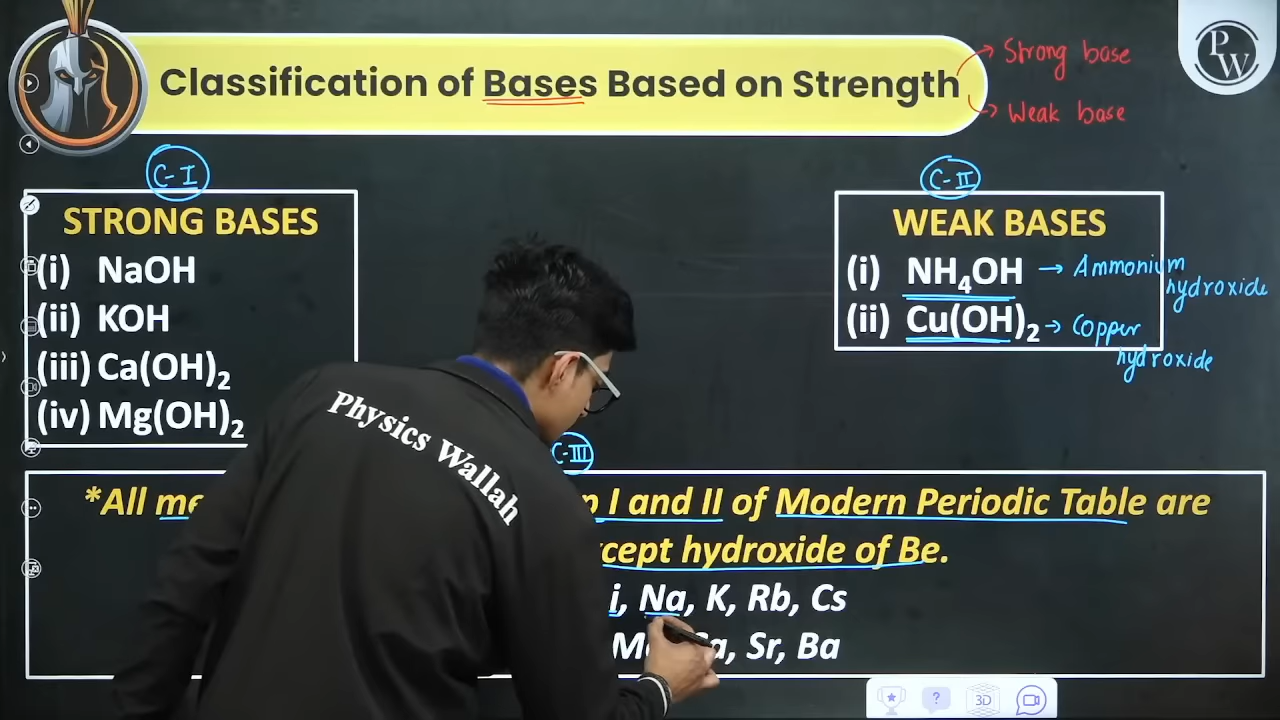 Classification of Bases Based on Strength
Strong base
Weak base
PW
C-I
STRONG BASES
(i) NaOH
(ii) KOH
(iii) Ca(OH)₂
(iv) Mg(OH)₂
C-II
WEAK BASES
(i) NH₄OH → Ammonium hydroxide
(ii) Cu(OH)₂ → Copper hydroxide
Physics Wallah
C-III
*All I and II of Modern Periodic Table are
hydroxide of Be.
Na, K, Rb, Cs
Sr, Ba
? 3D